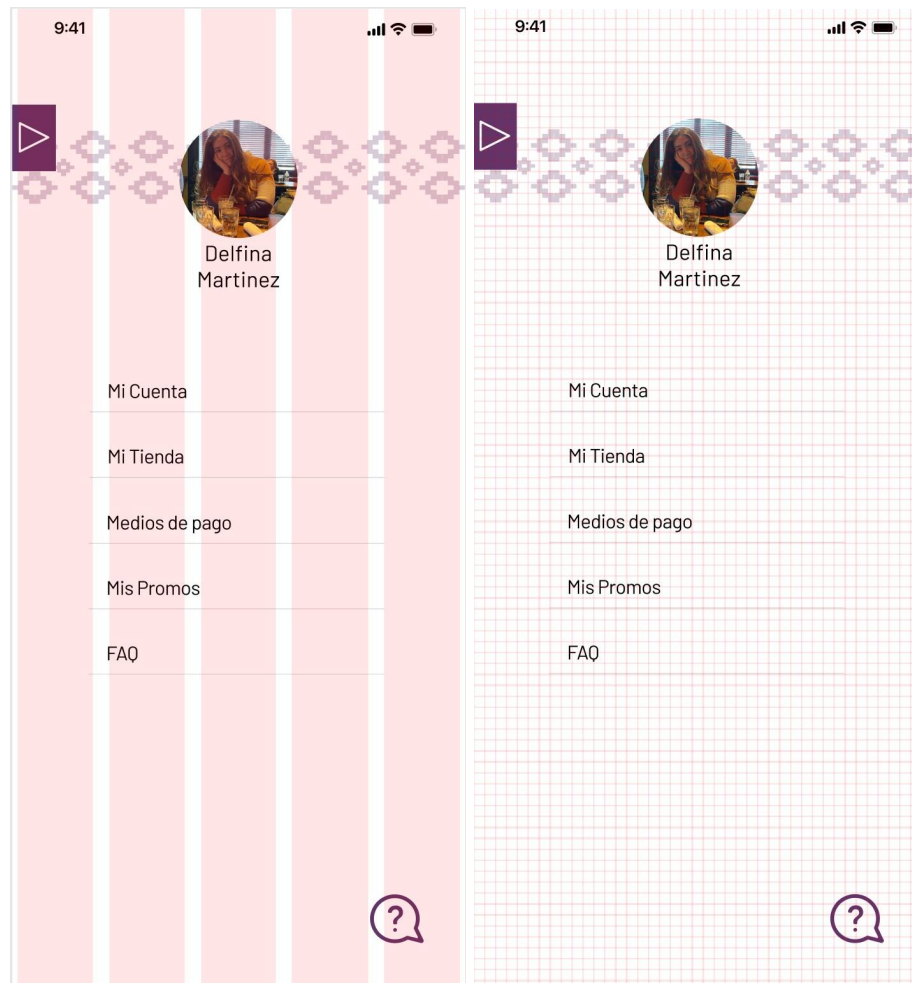 9:41
Delfina
Martinez
Mi Cuenta
Mi Tienda
Medios de pago
Mis Promos
FAQ
?
9:41
Delfina
Martinez
Mi Cuenta
Mi Tienda
Medios de pago
Mis Promos
FAQ
?